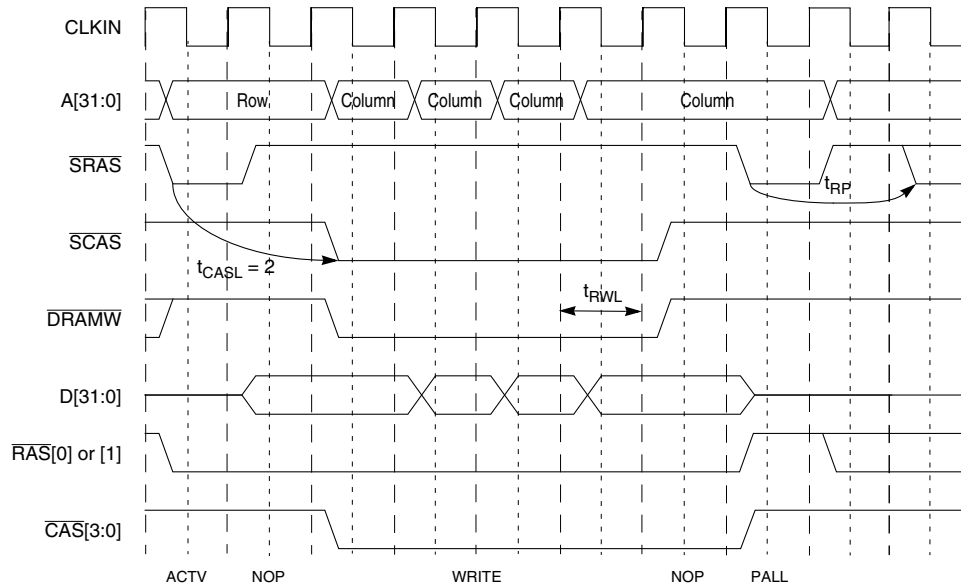 CLKIN
A[31:0] Row Column Column Column Column
SRAS
tRP
SCAS
tCASL = 2
tRWL
DRAMW
D[31:0]
RAS[0] or [1]
CAS[3:0]
ACTV NOP WRITE NOP PALL